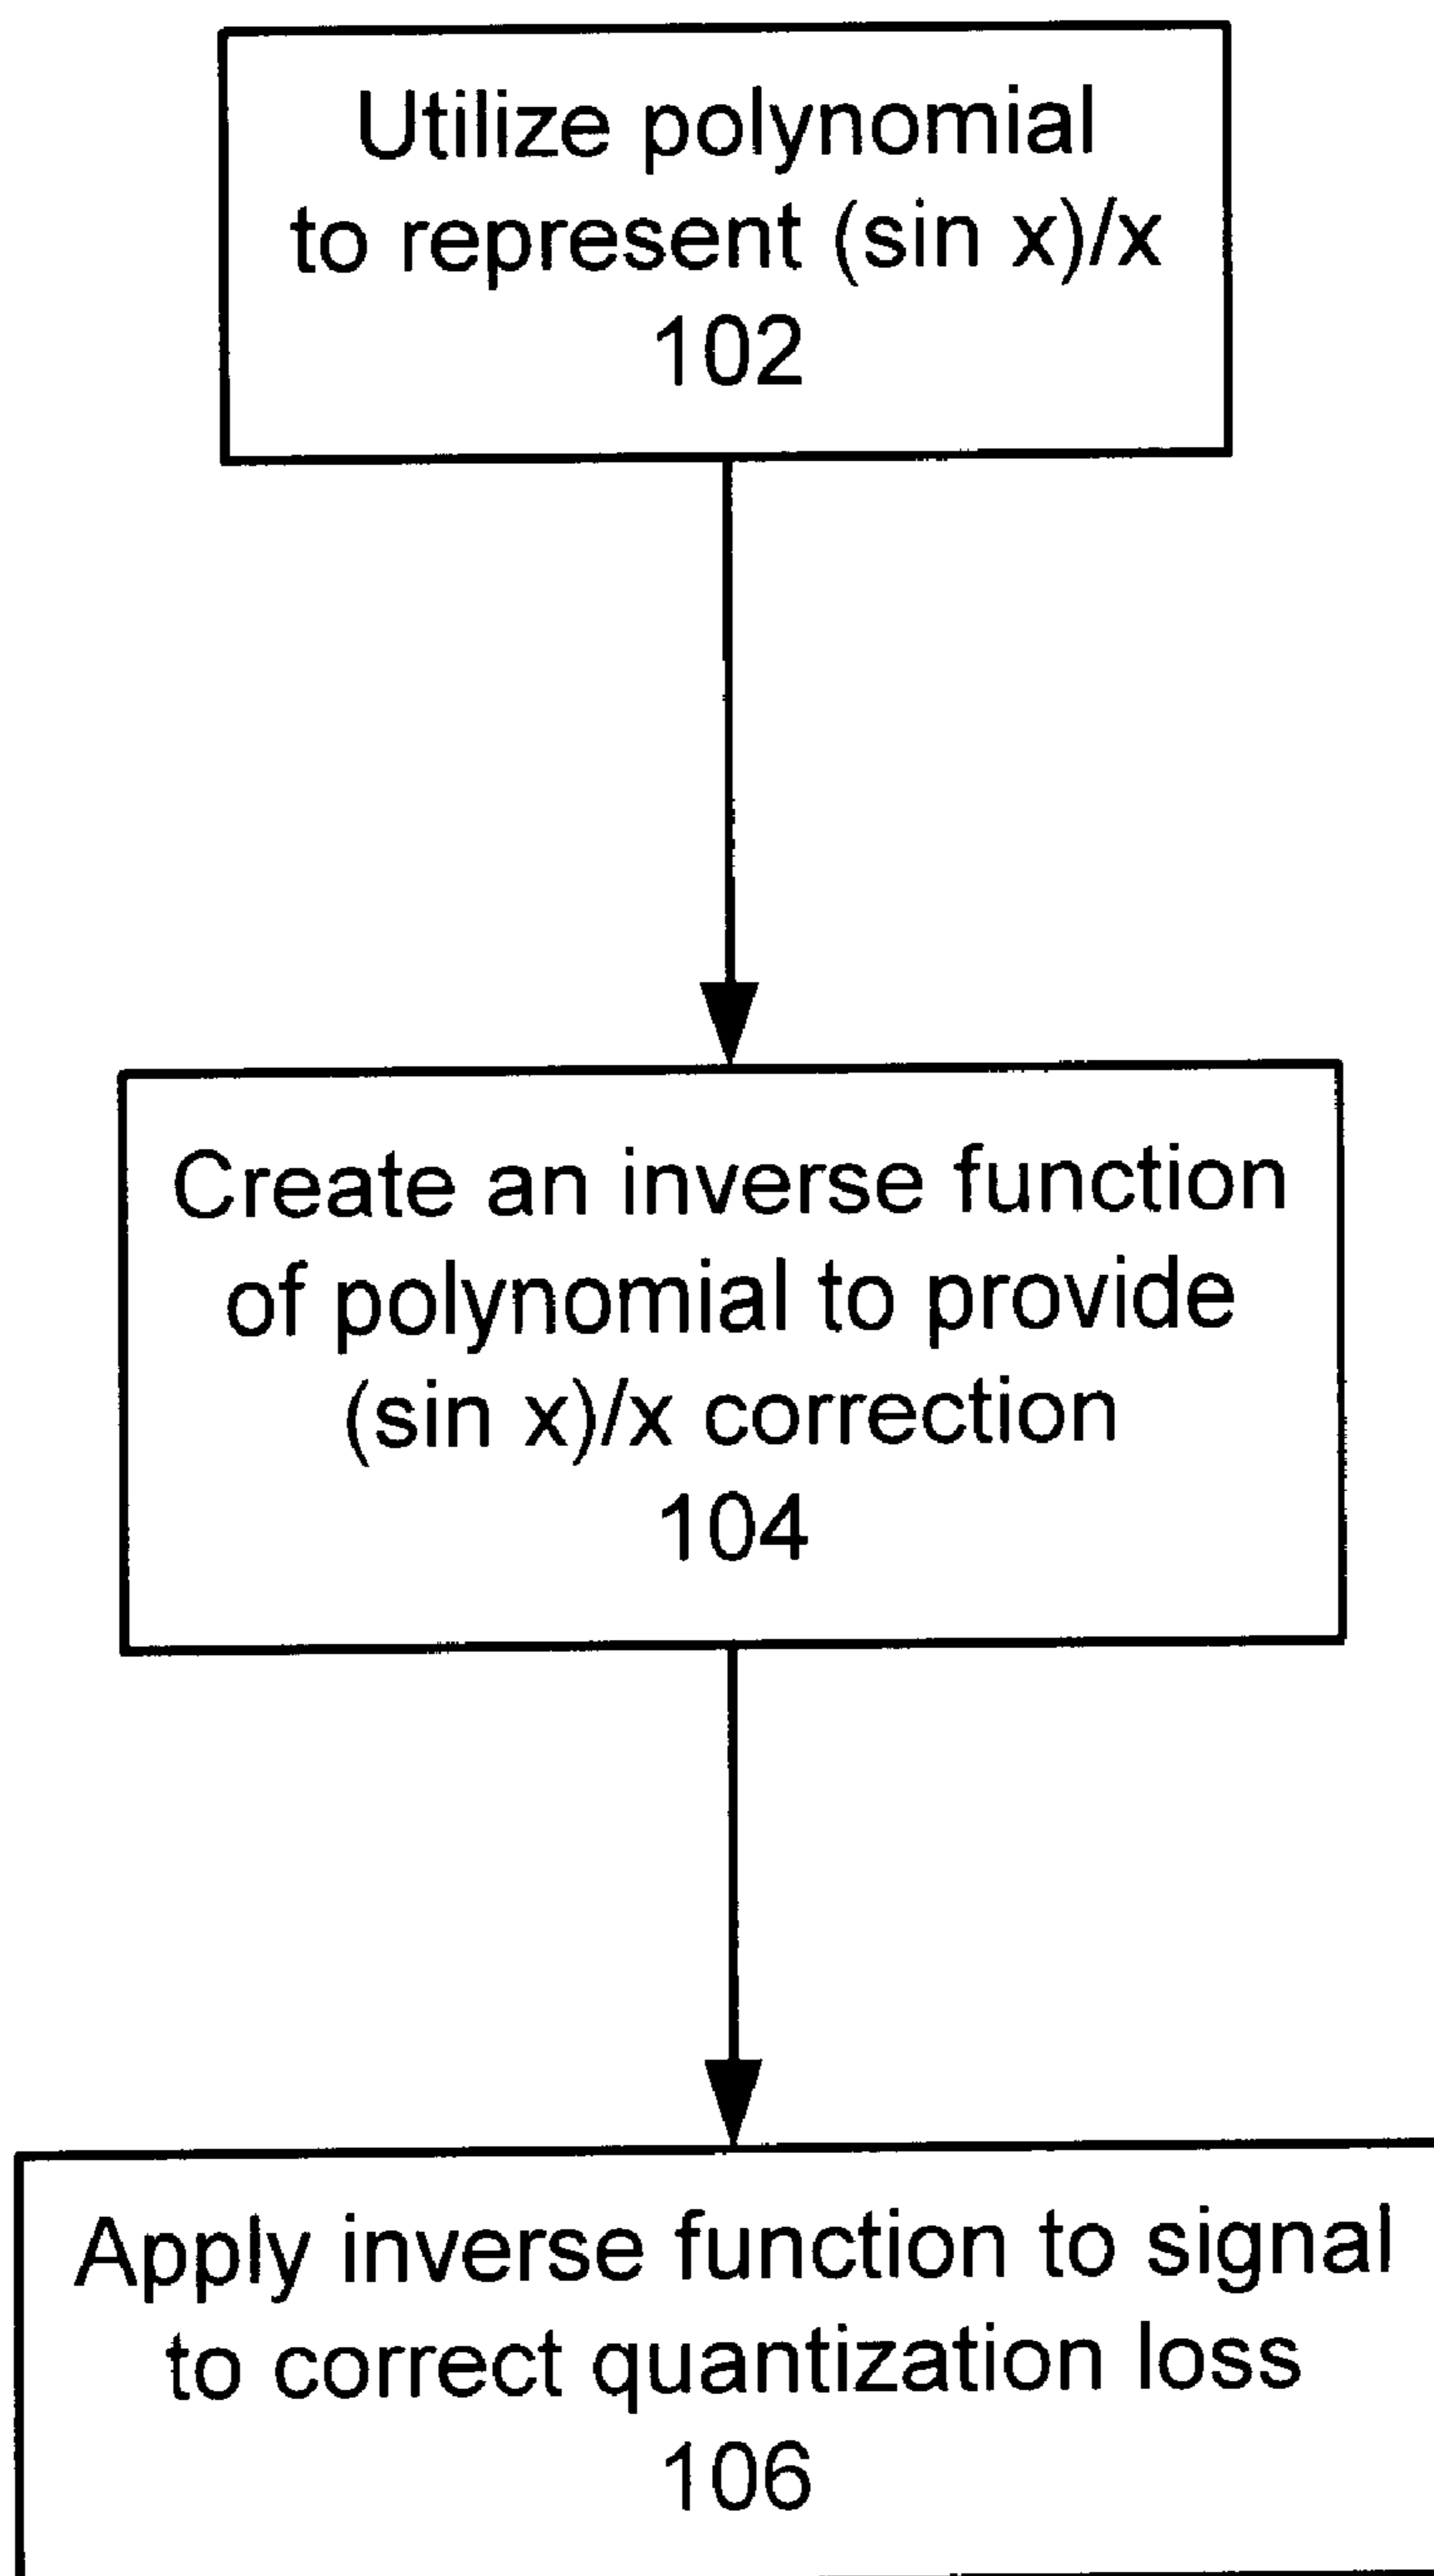 Utilize polynomial
to represent (sin x)/x
102
Create an inverse function
of polynomial to provide
(sin x)/x correction
104
Apply inverse function to signal
to correct quantization loss
106